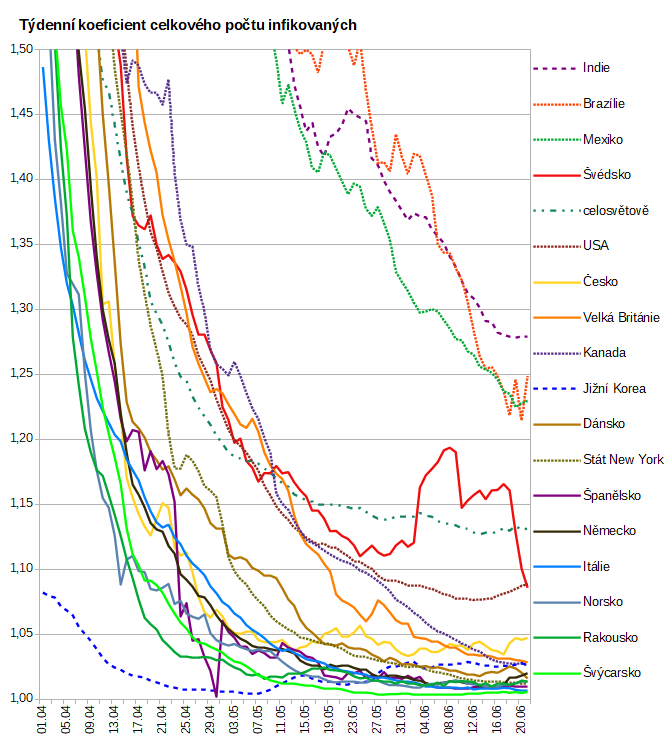 Týdenní koeficient celkového počtu infikovaných
1,50
1,45
1,40
1,35
1,30
1,25
1,20
1,15
1,10
1,05
1,00
01.04
05.04
09.04
13.04
17.04
21.04
25.04
29.04
03.05
07.05
11.05
15.05
19.05
23.05
27.05
31.05
04.06
08.06
12.06
16.06
20.06
Indie
Brazílie
Mexiko
Švédsko
celosvětově
USA
Česko
Velká Británie
Kanada
Jižní Korea
Dánsko
Stát New York
Španělsko
Německo
Itálie
Norsko
Rakousko
Švýcarsko